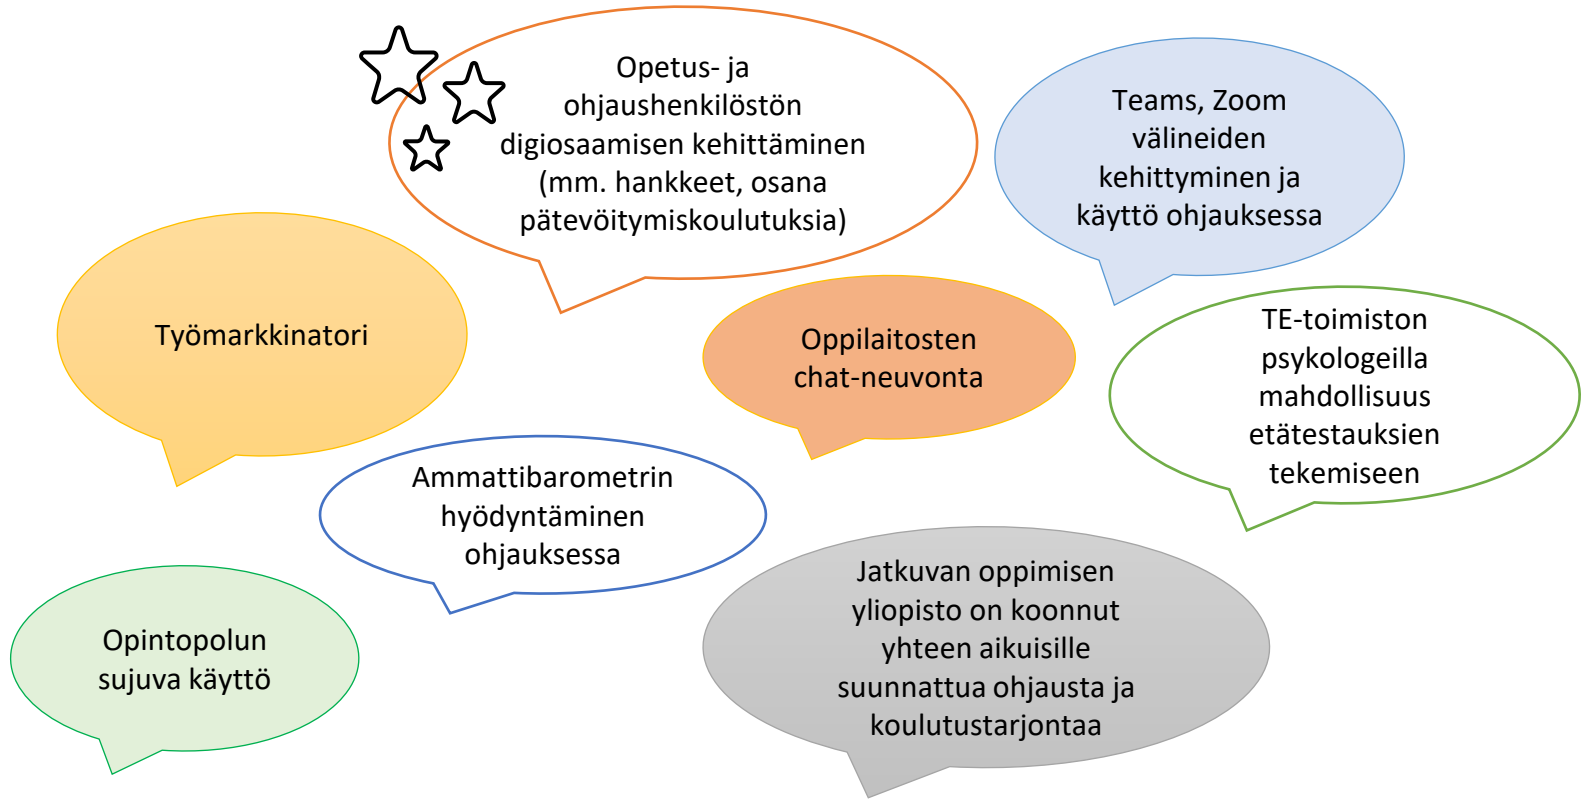 Opetus- ja
ohjaushenkilöstön
digiosaamisen kehittäminen
(mm. hankkeet, osana
pätevöitymiskoulutuksia)
Teams, Zoom
välineiden
kehittyminen ja
käyttö ohjauksessa
Työmarkkinatori
Oppilaitosten
chat-neuvonta
TE-toimiston
psykologeilla
mahdollisuus
etätestauksien
tekemiseen
Ammattibarometrin
hyödyntäminen
ohjauksessa
Opintopolun
sujuva käyttö
Jatkuvan oppimisen
yliopisto on koonnut
yhteen aikuisille
suunnattua ohjausta ja
koulutustarjontaa